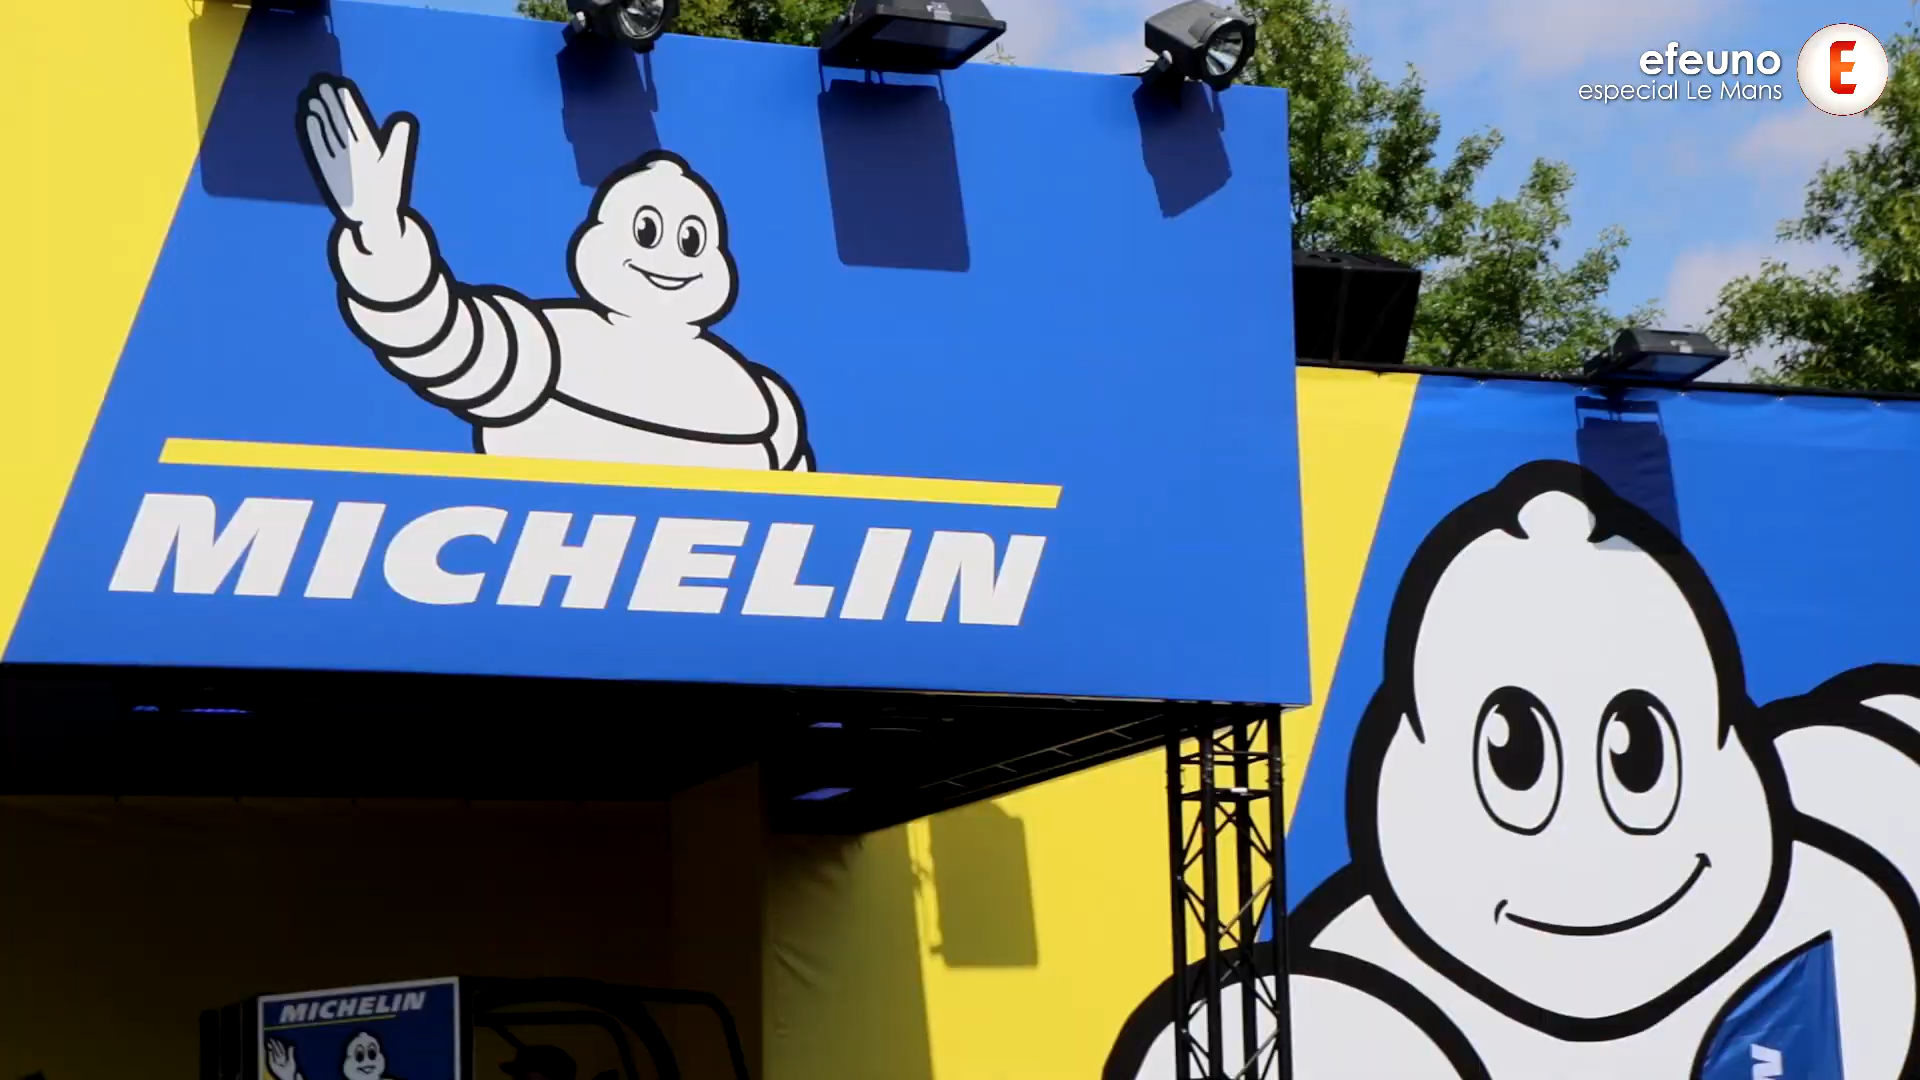 efeuno
especial Le Mans
E
MICHELIN
MICHELIN